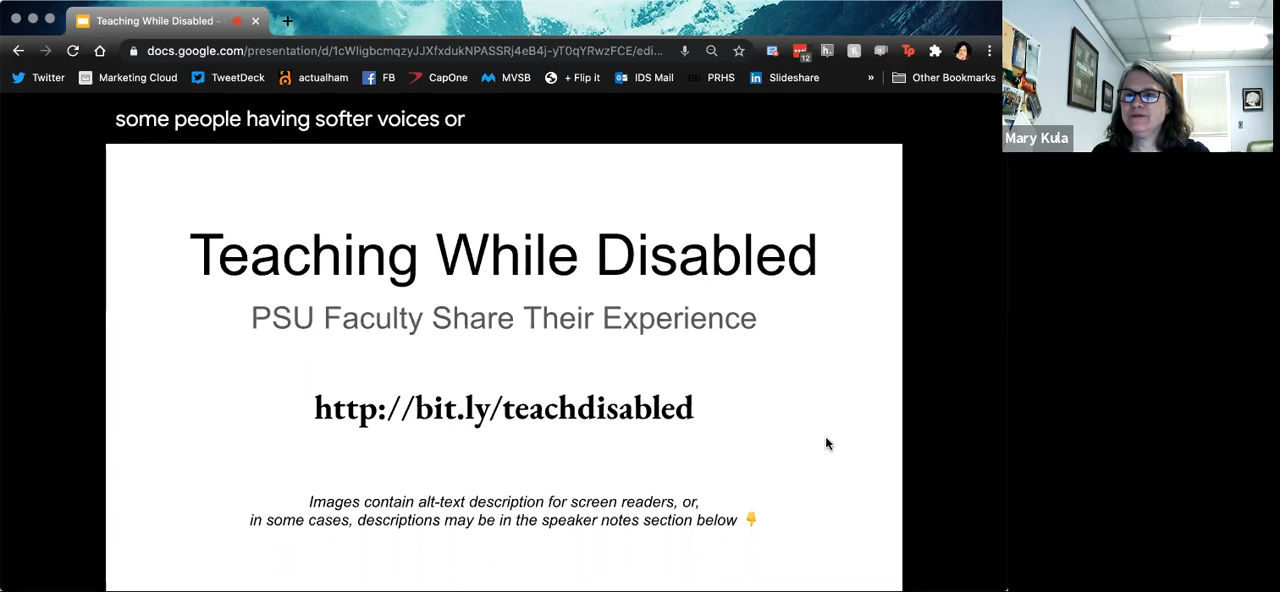 Teaching While Disabled -
docs.google.com/presentation/d/1cWligbcmqzyJJXfxdukNPASSRj4eB4j-yT0qYRwzFCE/edi...
12
Tp
Twitter
Marketing Cloud
TweetDeck
actualham
FB
CapOne
MVSB
+ Flip it
IDS Mail
PRHS
Slideshare
»
Other Bookmarks
some people having softer voices or
Mary Kula
Teaching While Disabled
PSU Faculty Share Their Experience
http://bit.ly/teachdisabled
Images contain alt-text description for screen readers, or,
in some cases, descriptions may be in the speaker notes section below 👇